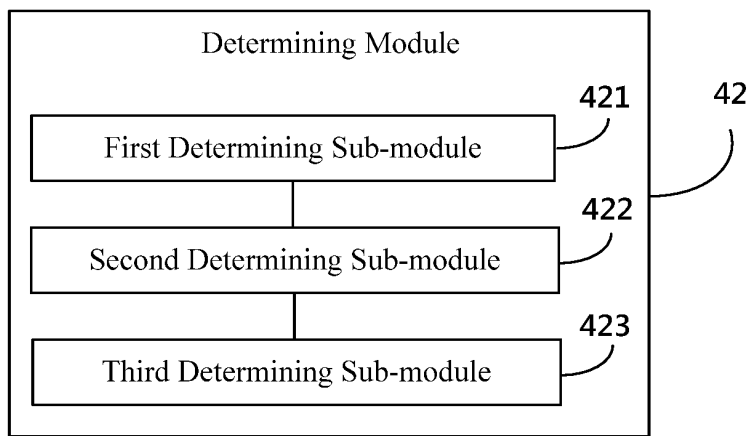 Determining Module
42
421
First Determining Sub-module
422
Second Determining Sub-module
423
Third Determining Sub-module